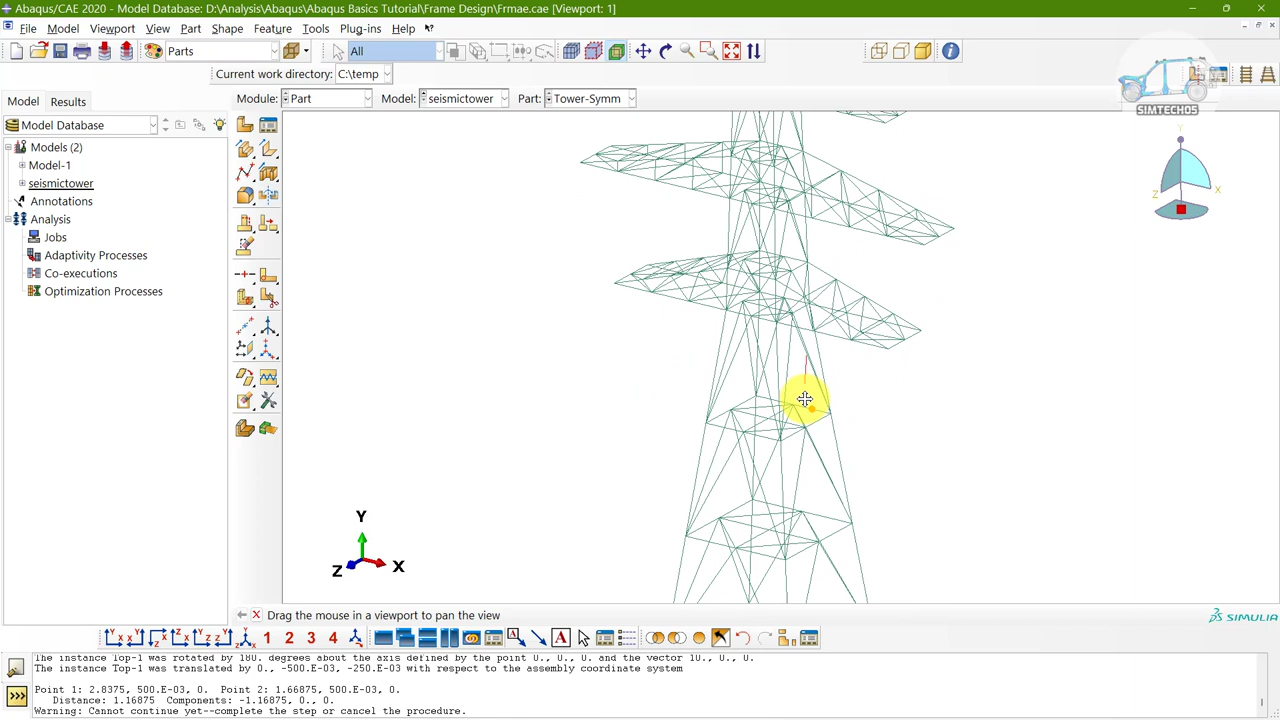 Abaqus/CAE 2020 - Model Database: D:\Analysis\Abaqus\Abaqus Basics Tutorial\Frame Design\Frmae.cae [Viewport: 1]
File Model Viewport View Part Shape Feature Tools Plug-ins Help
Parts All
Current work directory: C:\temp
SIMTECH05
Model Results
Module: Part Model: seismictower Part: Tower-Symm
Model Database
Models (2)
Model-1
seismictower
Annotations
Analysis
Jobs
Adaptivity Processes
Co-executions
Optimization Processes
Y
X
Z
Y
X
Z
Drag the mouse in a viewport to pan the view
SIMULIA
1 2 3 4 A
The instance Top-1 was rotated by 180. degrees about the axis defined by the point 0., 0., 0. and the vector 10., 0., 0.
The instance Top-1 was translated by 0., -500.E-03, -250.E-03 with respect to the assembly coordinate system
Point 1: 2.8375, 500.E-03, 0. Point 2: 1.66875, 500.E-03, 0.
Distance: 1.16875 Components: -1.16875, 0., 0.
Warning: Cannot continue yet--complete the step or cancel the procedure.
>>>